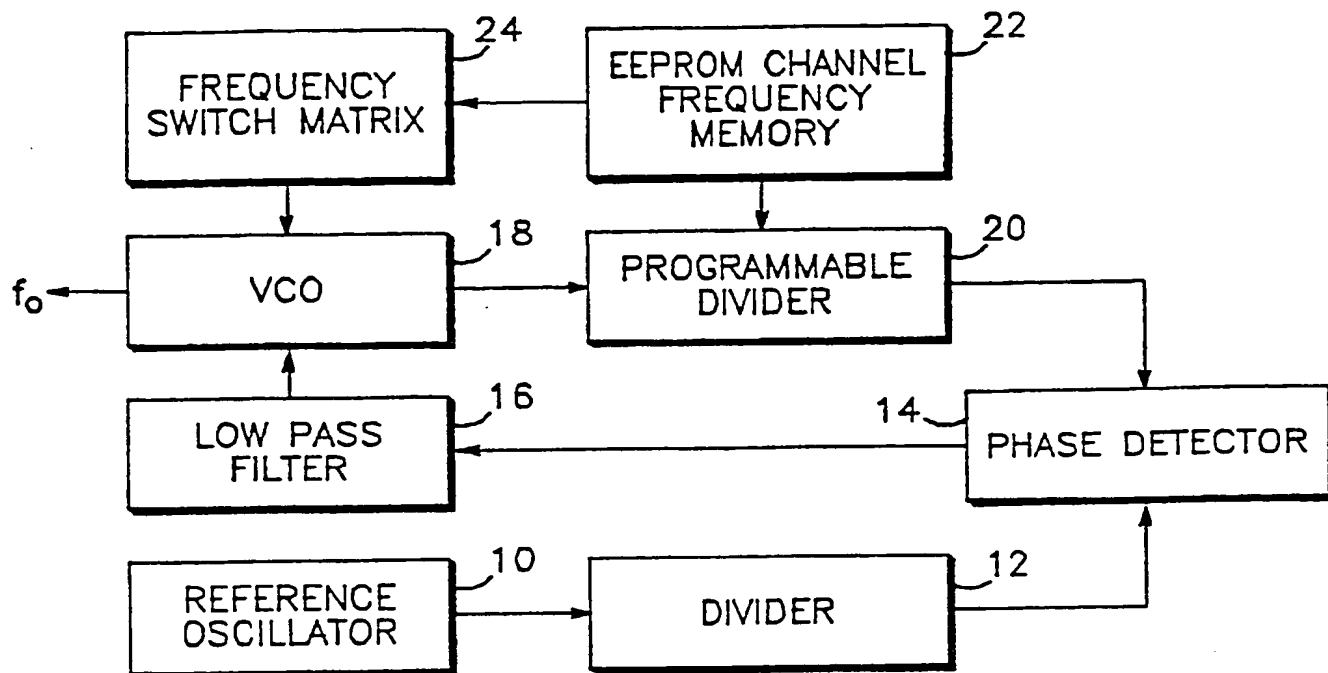 24
FREQUENCY
SWITCH MATRIX
22
EEPROM CHANNEL
FREQUENCY
MEMORY
18
VCO
fo
20
PROGRAMMABLE
DIVIDER
16
LOW PASS
FILTER
14
PHASE DETECTOR
10
REFERENCE
OSCILLATOR
12
DIVIDER